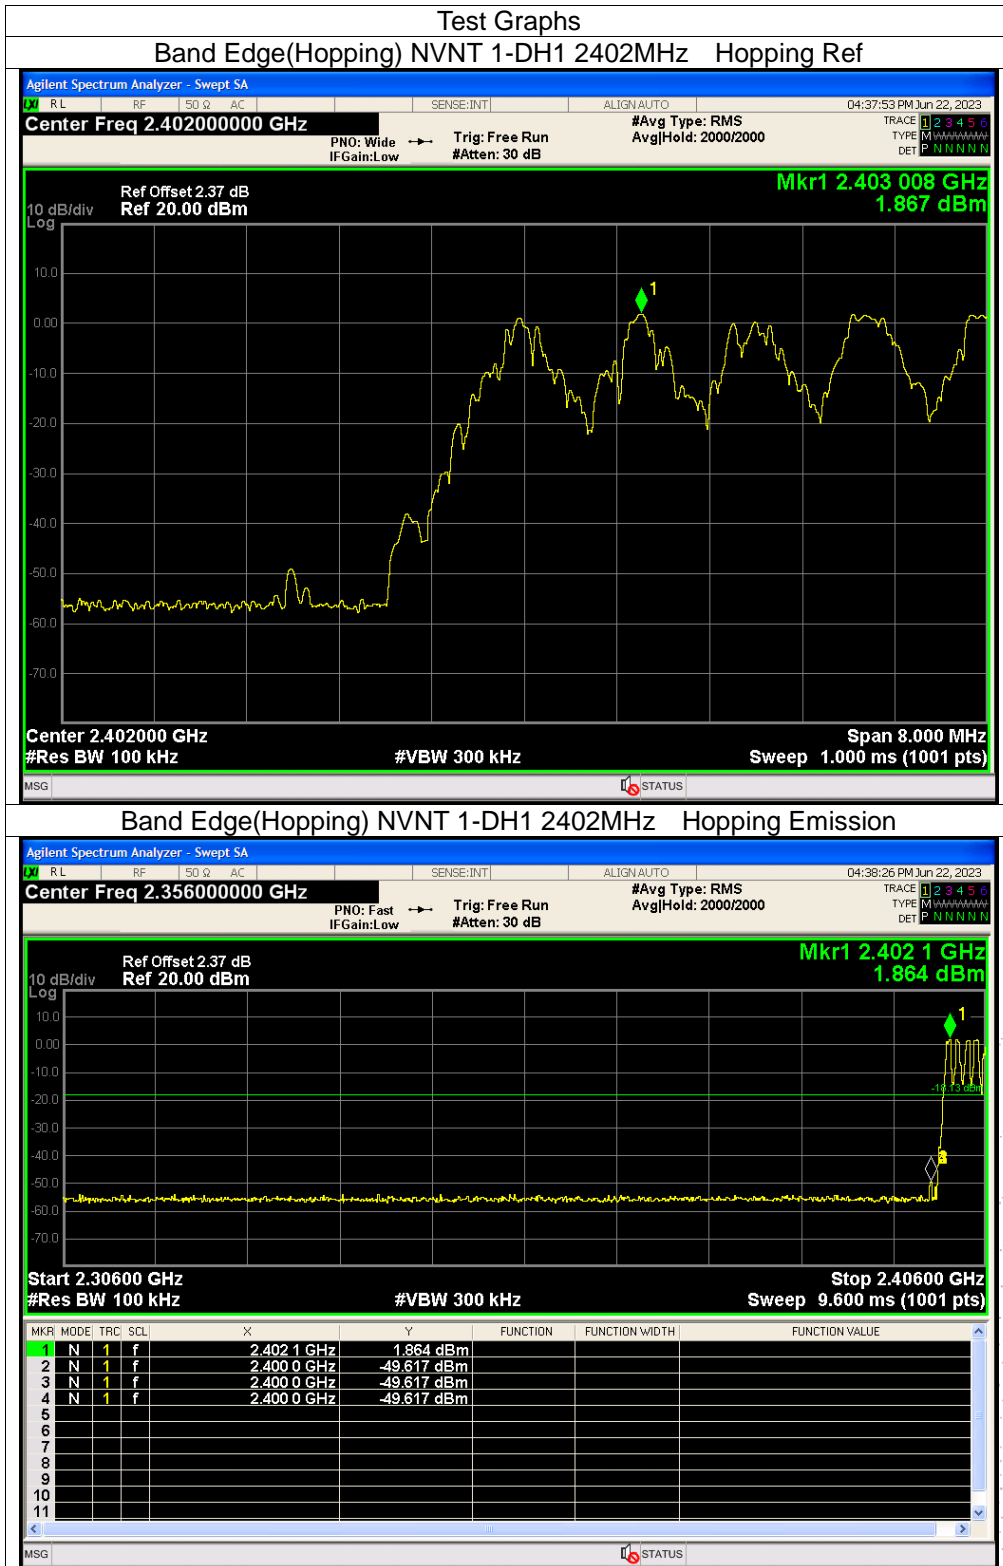 Test Graphs
Band Edge(Hopping) NVNT 1-DH1 2402MHz Hopping Ref
Agilent Spectrum Analyzer - Swept SA
LXI RL RF 50 Ω AC SENSE:INT ALIGN AUTO 04:37:53 PM Jun 22, 2023
Center Freq 2.402000000 GHz #Avg Type: RMS TRACE 1 2 3 4 5 6
PNO: Wide Trig: Free Run Avg|Hold: 2000/2000 TYPE M WWWWW
IFGain:Low #Atten: 30 dB DET P N N N N N
Mkr1 2.403 008 GHz
1.867 dBm
Ref Offset 2.37 dB
10 dB/div Ref 20.00 dBm
Log
10.0
0.00
-10.0
-20.0
-30.0
-40.0
-50.0
-60.0
-70.0
1
Center 2.402000 GHz Span 8.000 MHz
#Res BW 100 kHz #VBW 300 kHz Sweep 1.000 ms (1001 pts)
MSG STATUS
Band Edge(Hopping) NVNT 1-DH1 2402MHz Hopping Emission
Agilent Spectrum Analyzer - Swept SA
LXI RL RF 50 Ω AC SENSE:INT ALIGN AUTO 04:38:26 PM Jun 22, 2023
Center Freq 2.356000000 GHz #Avg Type: RMS TRACE 1 2 3 4 5 6
PNO: Fast Trig: Free Run Avg|Hold: 2000/2000 TYPE M WWWWW
IFGain:Low #Atten: 30 dB DET P N N N N N
Mkr1 2.402 1 GHz
1.864 dBm
Ref Offset 2.37 dB
10 dB/div Ref 20.00 dBm
Log
10.0
0.00
-10.0
-20.0
-30.0
-40.0
-50.0
-60.0
-70.0
1
-18.13 dBm
Start 2.30600 GHz Stop 2.40600 GHz
#Res BW 100 kHz #VBW 300 kHz Sweep 9.600 ms (1001 pts)
MKR MODE TRC SCL X Y FUNCTION FUNCTION WIDTH FUNCTION VALUE
1 N 1 f 2.402 1 GHz 1.864 dBm
2 N 1 f 2.400 0 GHz -49.617 dBm
3 N 1 f 2.400 0 GHz -49.617 dBm
4 N 1 f 2.400 0 GHz -49.617 dBm
5
6
7
8
9
10
11
MSG STATUS